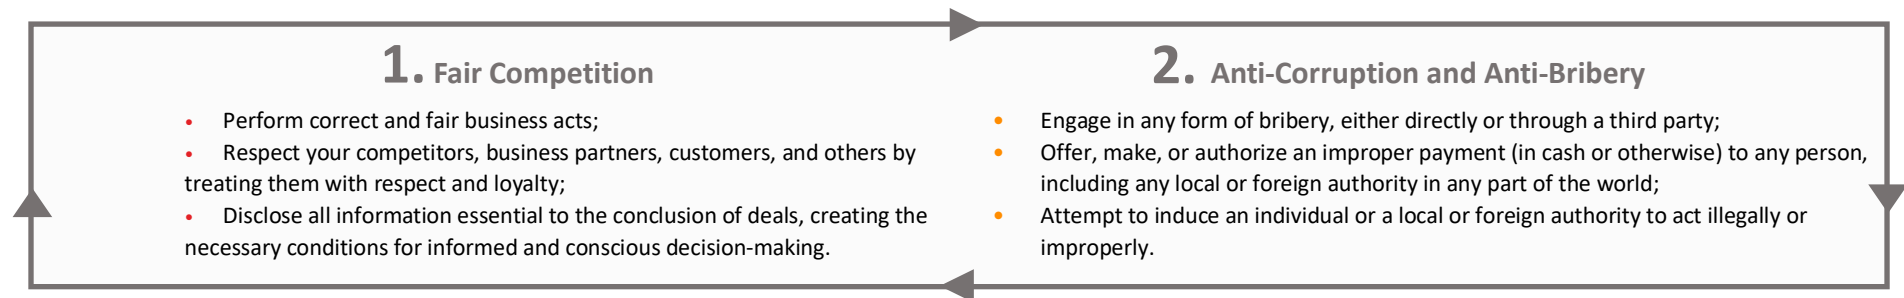 1. Fair Competition
• Perform correct and fair business acts;
• Respect your competitors, business partners, customers, and others by
treating them with respect and loyalty;
• Disclose all information essential to the conclusion of deals, creating the
necessary conditions for informed and conscious decision-making.
2. Anti-Corruption and Anti-Bribery
• Engage in any form of bribery, either directly or through a third party;
• Offer, make, or authorize an improper payment (in cash or otherwise) to any person,
including any local or foreign authority in any part of the world;
• Attempt to induce an individual or a local or foreign authority to act illegally or
improperly.